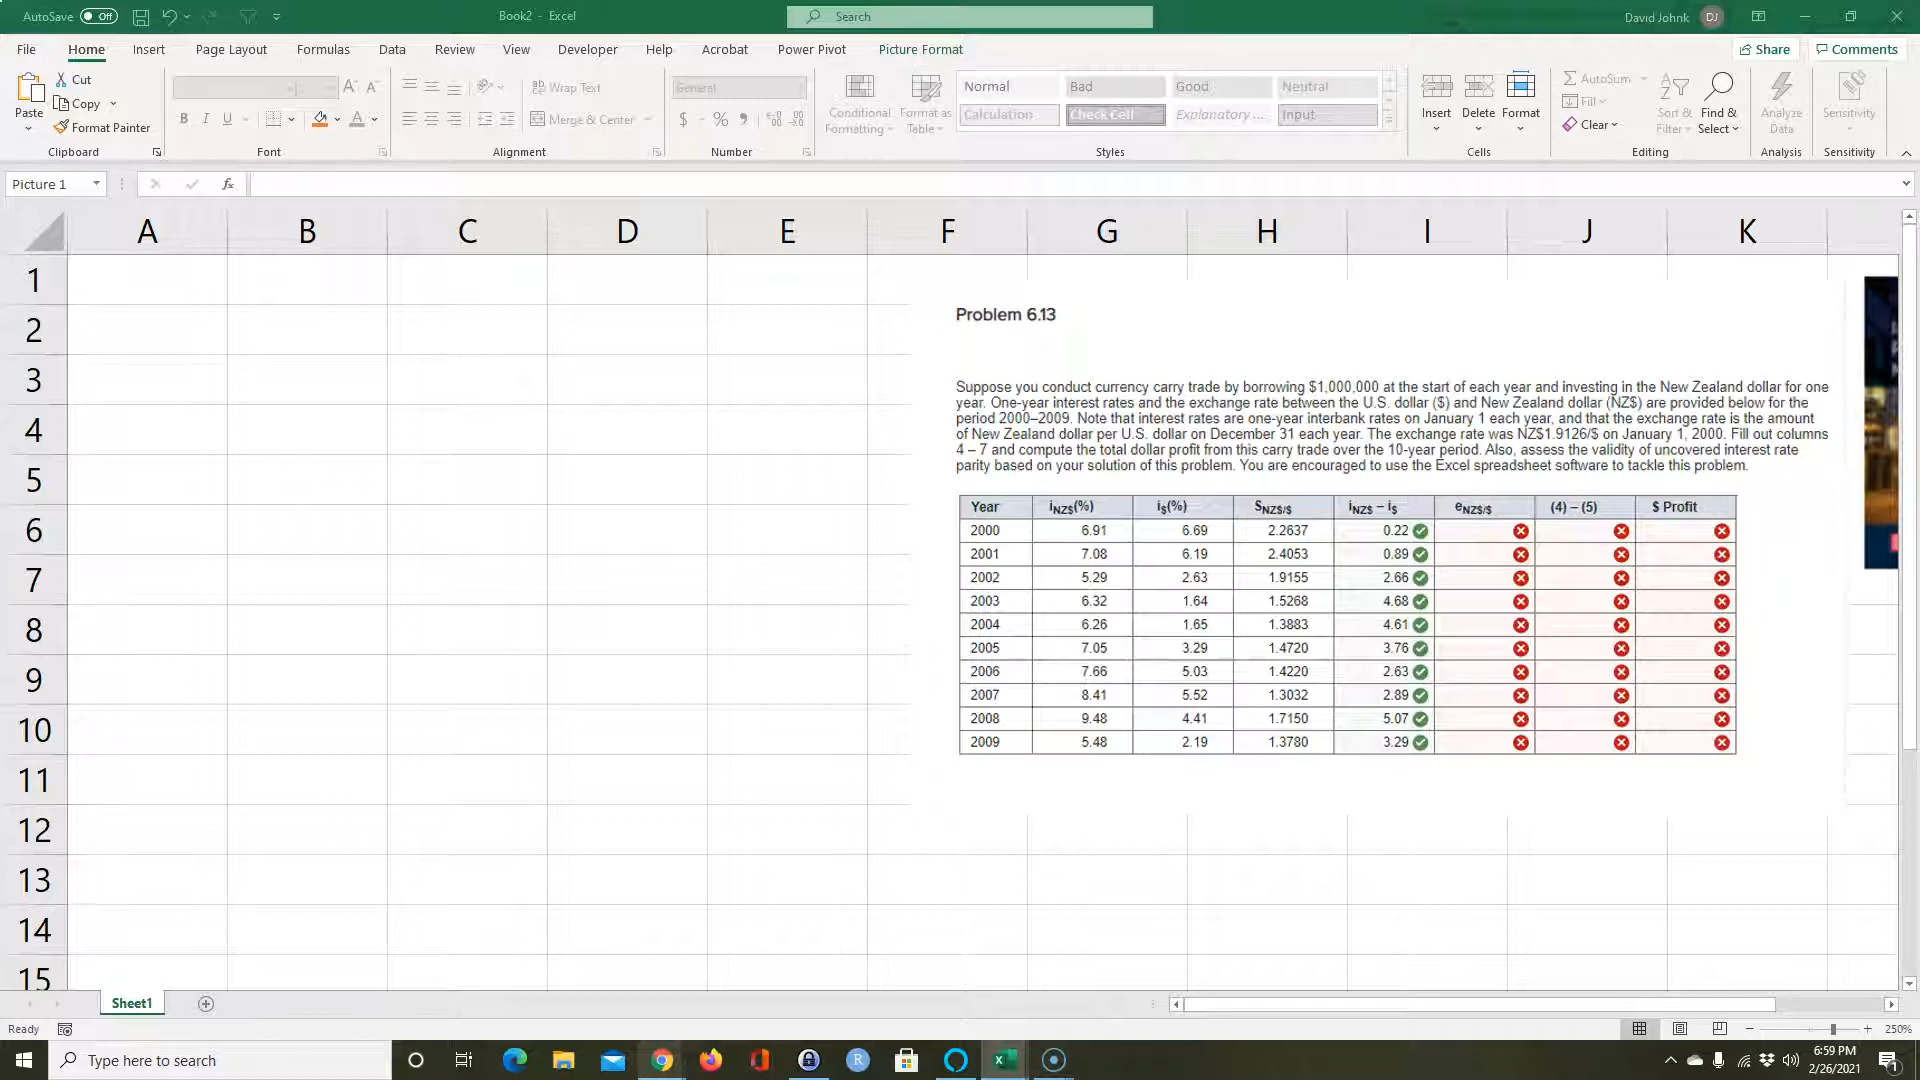 AutoSave Off
Book2 - Excel
Search
David Johnk DJ
File Home Insert Page Layout Formulas Data Review View Developer Help Acrobat Power Pivot Picture Format
Share Comments
Paste Cut
Copy
Format Painter
Clipboard
B I U
Font
Wrap Text
Merge & Center
Alignment
General
$ % 9
Number
Conditional Formatting
Format as Table
Normal Bad Good Neutral
Calculation Check Cell Explanatory ... Input
Styles
Insert Delete Format
Cells
AutoSum
Fill
Clear
Sort & Filter
Find & Select
Editing
Analyze Data
Analysis
Sensitivity
Sensitivity
Picture 1 fx
A B C D E F G H I J K
1
2
3
4
5
6
7
8
9
10
11
12
13
14
15
Problem 6.13
Suppose you conduct currency carry trade by borrowing $1,000,000 at the start of each year and investing in the New Zealand dollar for one
year. One-year interest rates and the exchange rate between the U.S. dollar ($) and New Zealand dollar (NZ$) are provided below for the
period 2000–2009. Note that interest rates are one-year interbank rates on January 1 each year, and that the exchange rate is the amount
of New Zealand dollar per U.S. dollar on December 31 each year. The exchange rate was NZ$1.9126/$ on January 1, 2000. Fill out columns
4 – 7 and compute the total dollar profit from this carry trade over the 10-year period. Also, assess the validity of uncovered interest rate
parity based on your solution of this problem. You are encouraged to use the Excel spreadsheet software to tackle this problem.
Year iNZ$(%) i$(%) SNZ$/$ iNZ$ – i$ eNZ$/$ (4) – (5) $ Profit
2000 6.91 6.69 2.2637 0.22
2001 7.08 6.19 2.4053 0.89
2002 5.29 2.63 1.9155 2.66
2003 6.32 1.64 1.5268 4.68
2004 6.26 1.65 1.3883 4.61
2005 7.05 3.29 1.4720 3.76
2006 7.66 5.03 1.4220 2.63
2007 8.41 5.52 1.3032 2.89
2008 9.48 4.41 1.7150 5.07
2009 5.48 2.19 1.3780 3.29
Sheet1
Ready
250%
Type here to search
6:59 PM
2/26/2021